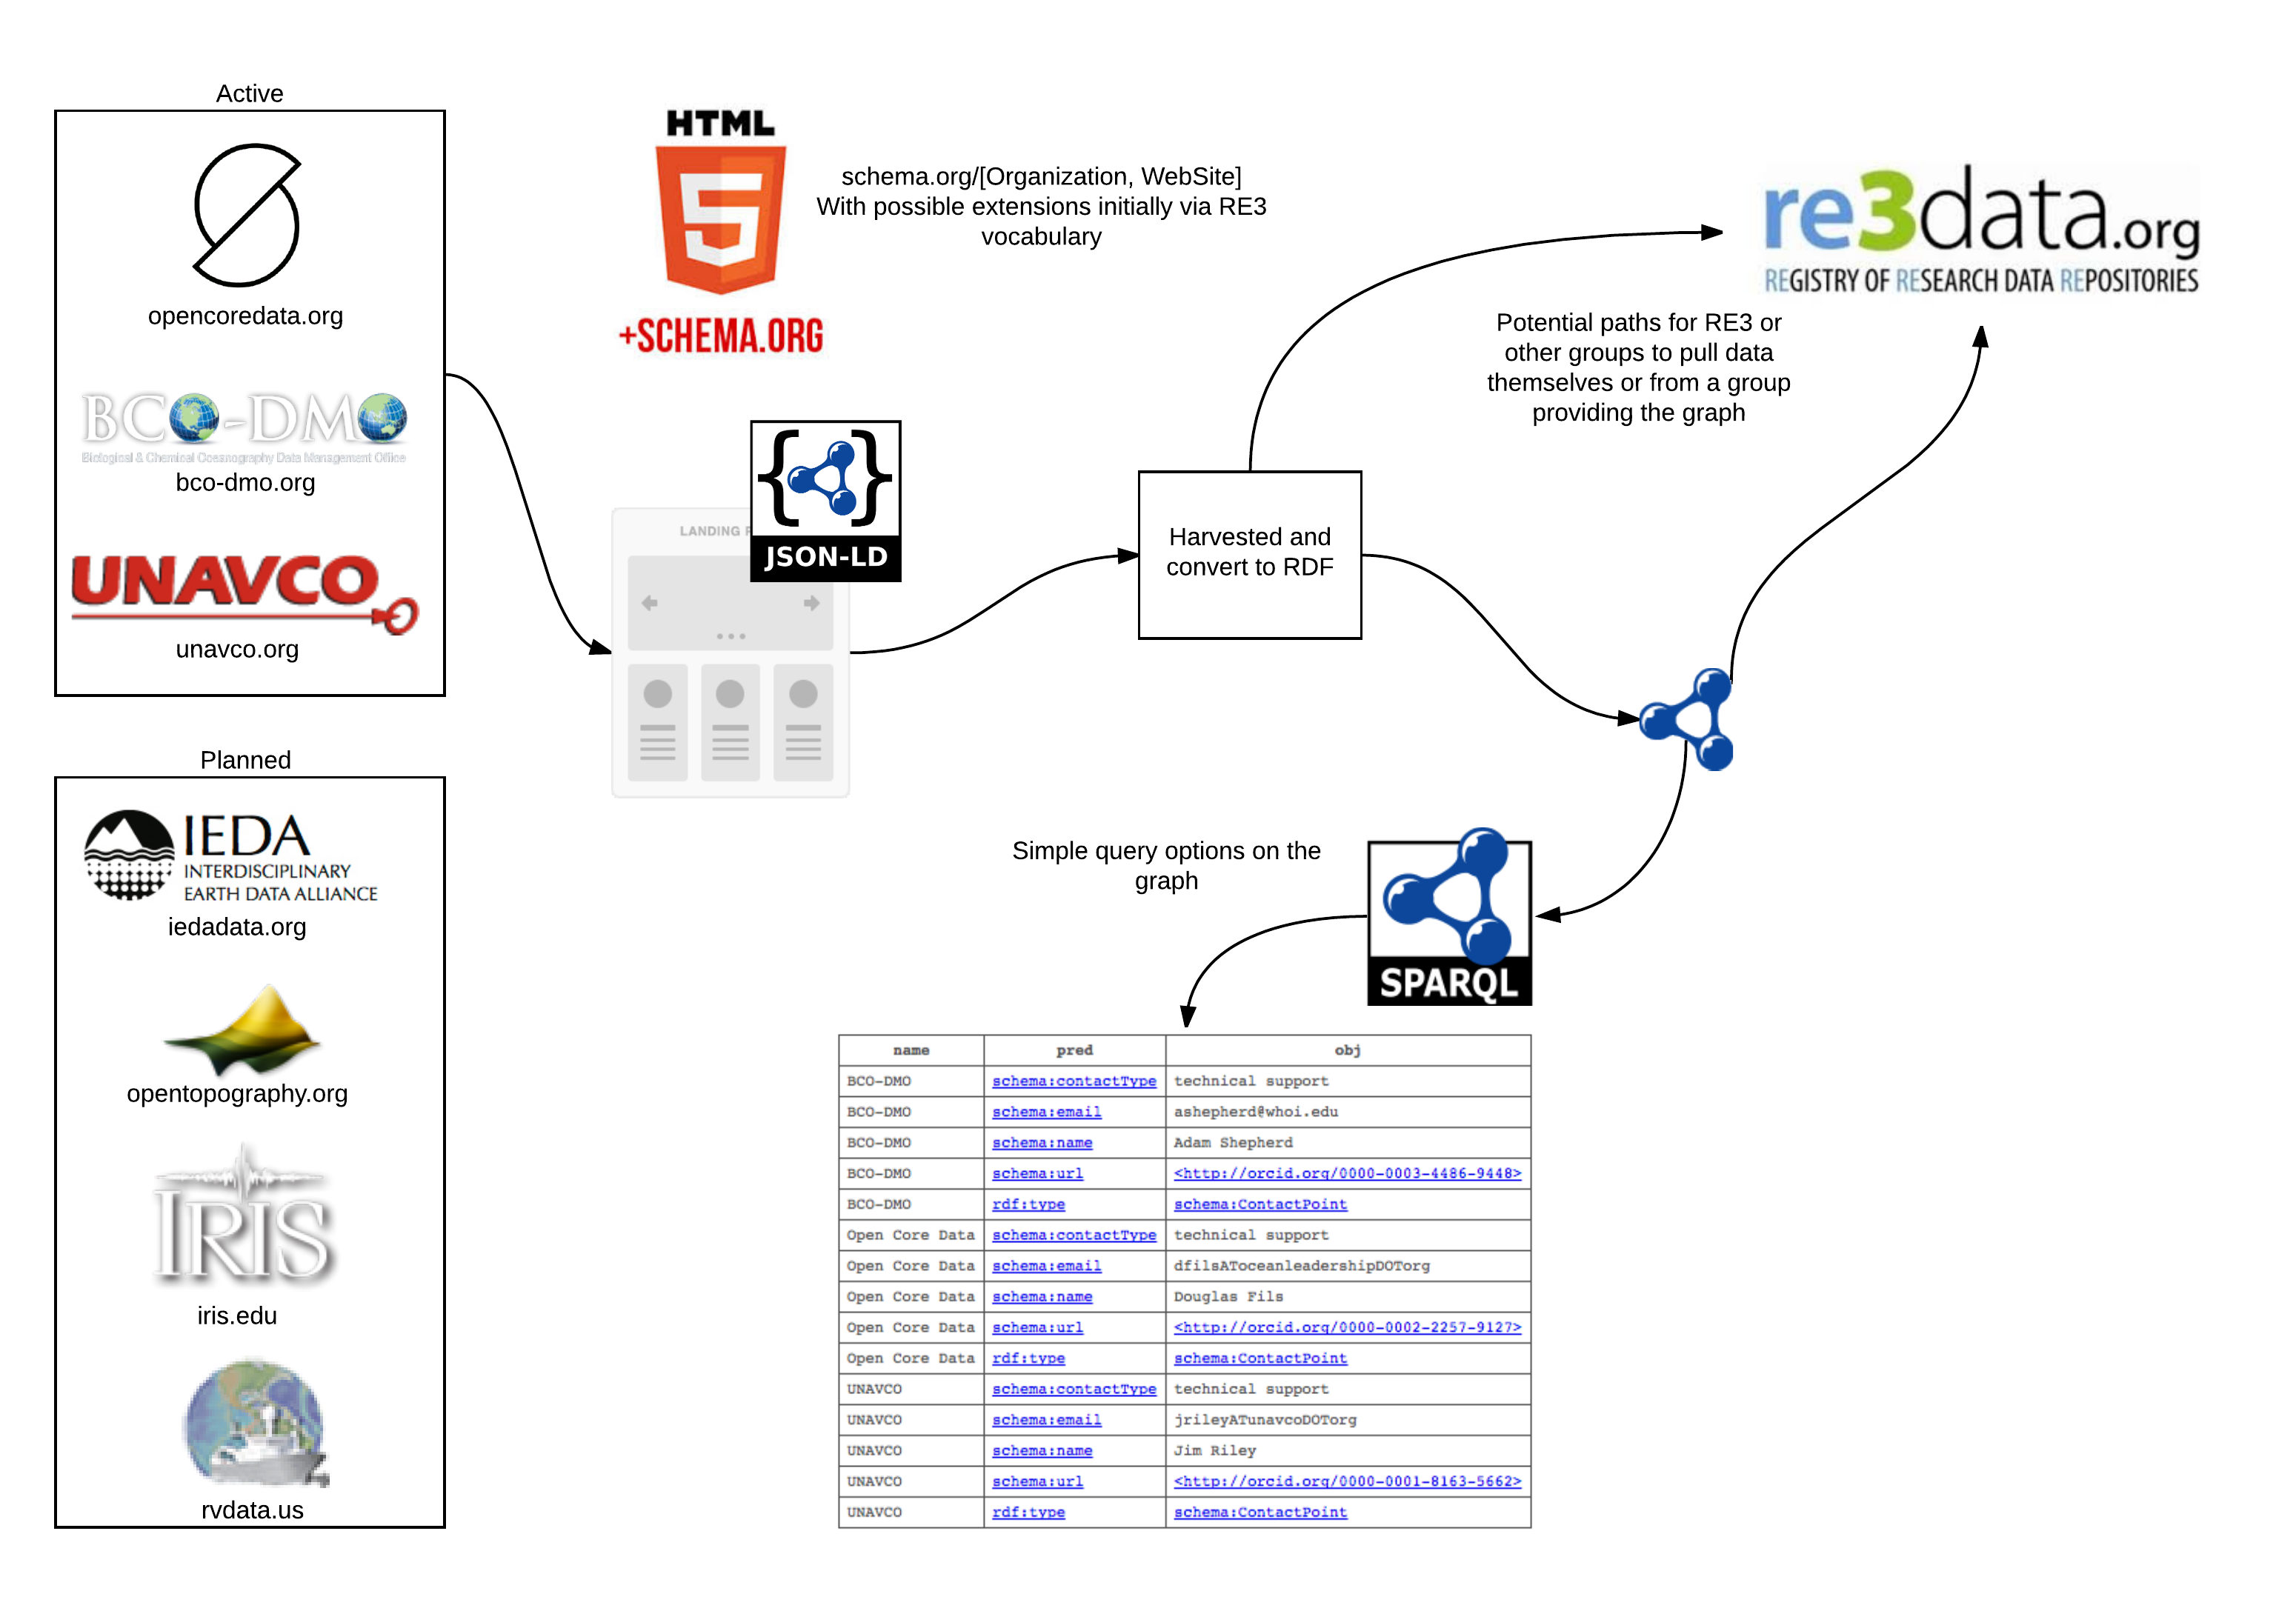 Active
opencoredata.org
BCO-DMO
Biological & Chemical Oceanography Data Management Office
bco-dmo.org
UNAVCO
unavco.org
Planned
IEDA
INTERDISCIPLINARY
EARTH DATA ALLIANCE
iedadata.org
opentopography.org
IRIS
iris.edu
rvdata.us
HTML
5
+SCHEMA.ORG
schema.org/[Organization, WebSite]
With possible extensions initially via RE3
vocabulary
LANDING P
{ }
JSON-LD
Harvested and
convert to RDF
re3data.org
REGISTRY OF RESEARCH DATA REPOSITORIES
Potential paths for RE3 or
other groups to pull data
themselves or from a group
providing the graph
Simple query options on the
graph
SPARQL
name pred obj
BCO-DMO schema:contactType technical support
BCO-DMO schema:email ashepherd@whoi.edu
BCO-DMO schema:name Adam Shepherd
BCO-DMO schema:url <http://orcid.org/0000-0003-4486-9448>
BCO-DMO rdf:type schema:ContactPoint
Open Core Data schema:contactType technical support
Open Core Data schema:email dfilsAToceanleadershipDOTorg
Open Core Data schema:name Douglas Fils
Open Core Data schema:url <http://orcid.org/0000-0002-2257-9127>
Open Core Data rdf:type schema:ContactPoint
UNAVCO schema:contactType technical support
UNAVCO schema:email jrileyATunavcoDOTorg
UNAVCO schema:name Jim Riley
UNAVCO schema:url <http://orcid.org/0000-0001-8163-5662>
UNAVCO rdf:type schema:ContactPoint